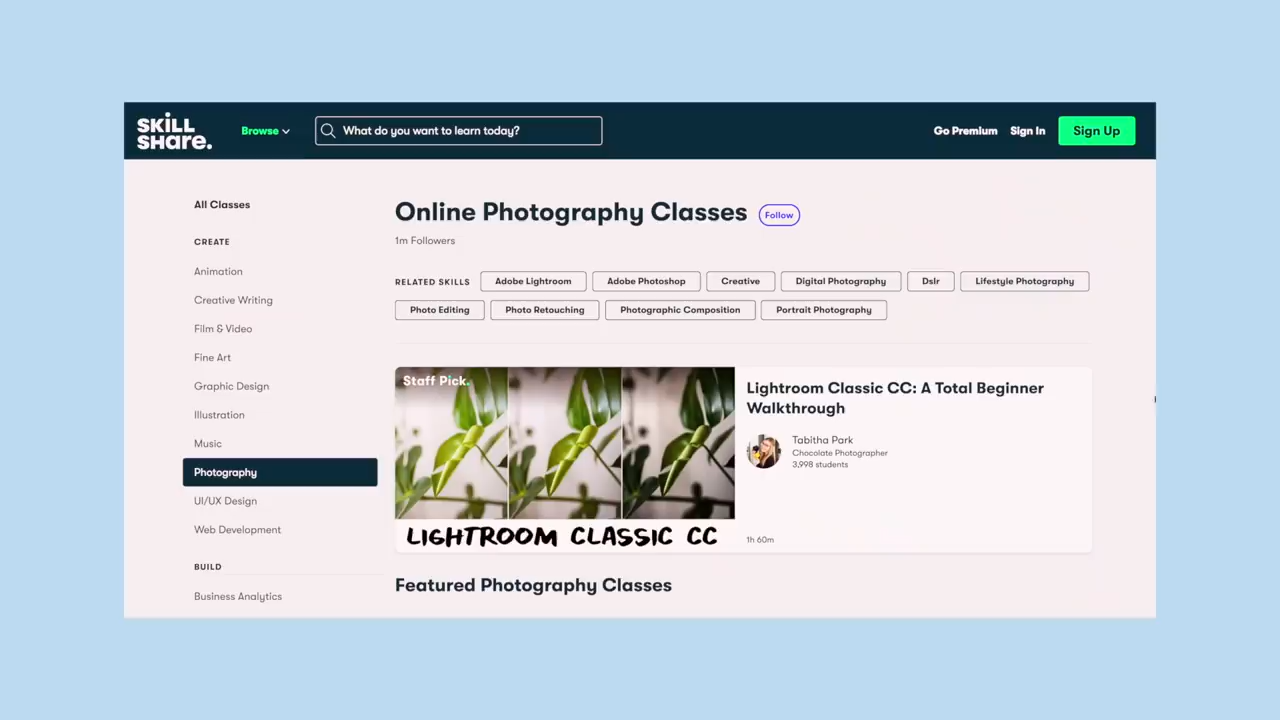 SKILL
SHARE.
Browse
What do you want to learn today?
Go Premium
Sign In
Sign Up
All Classes
CREATE
Animation
Creative Writing
Film & Video
Fine Art
Graphic Design
Illustration
Music
Photography
UI/UX Design
Web Development
BUILD
Business Analytics
Online Photography Classes
Follow
1m Followers
RELATED SKILLS
Adobe Lightroom
Adobe Photoshop
Creative
Digital Photography
Dslr
Lifestyle Photography
Photo Editing
Photo Retouching
Photographic Composition
Portrait Photography
Staff Pick.
LIGHTROOM CLASSIC CC
Lightroom Classic CC: A Total Beginner
Walkthrough
Tabitha Park
Chocolate Photographer
3,998 students
1h 60m
Featured Photography Classes